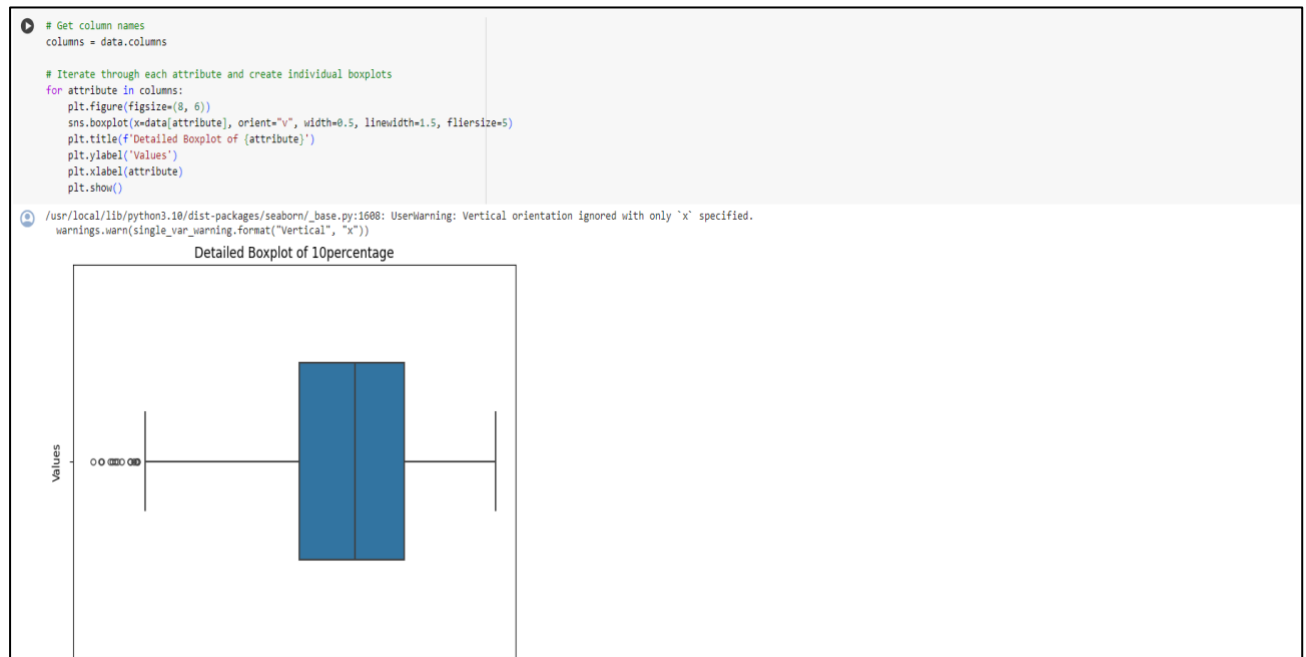 # Get column names
columns = data.columns
# Iterate through each attribute and create individual boxplots
for attribute in columns:
    plt.figure(figsize=(8, 6))
    sns.boxplot(x=data[attribute], orient="v", width=0.5, linewidth=1.5, fliersize=5)
    plt.title(f'Detailed Boxplot of {attribute}')
    plt.ylabel('Values')
    plt.xlabel(attribute)
    plt.show()
/usr/local/lib/python3.10/dist-packages/seaborn/_base.py:1608: UserWarning: Vertical orientation ignored with only `x` specified.
  warnings.warn(single_var_warning.format("Vertical", "x"))
Detailed Boxplot of 10percentage
Values